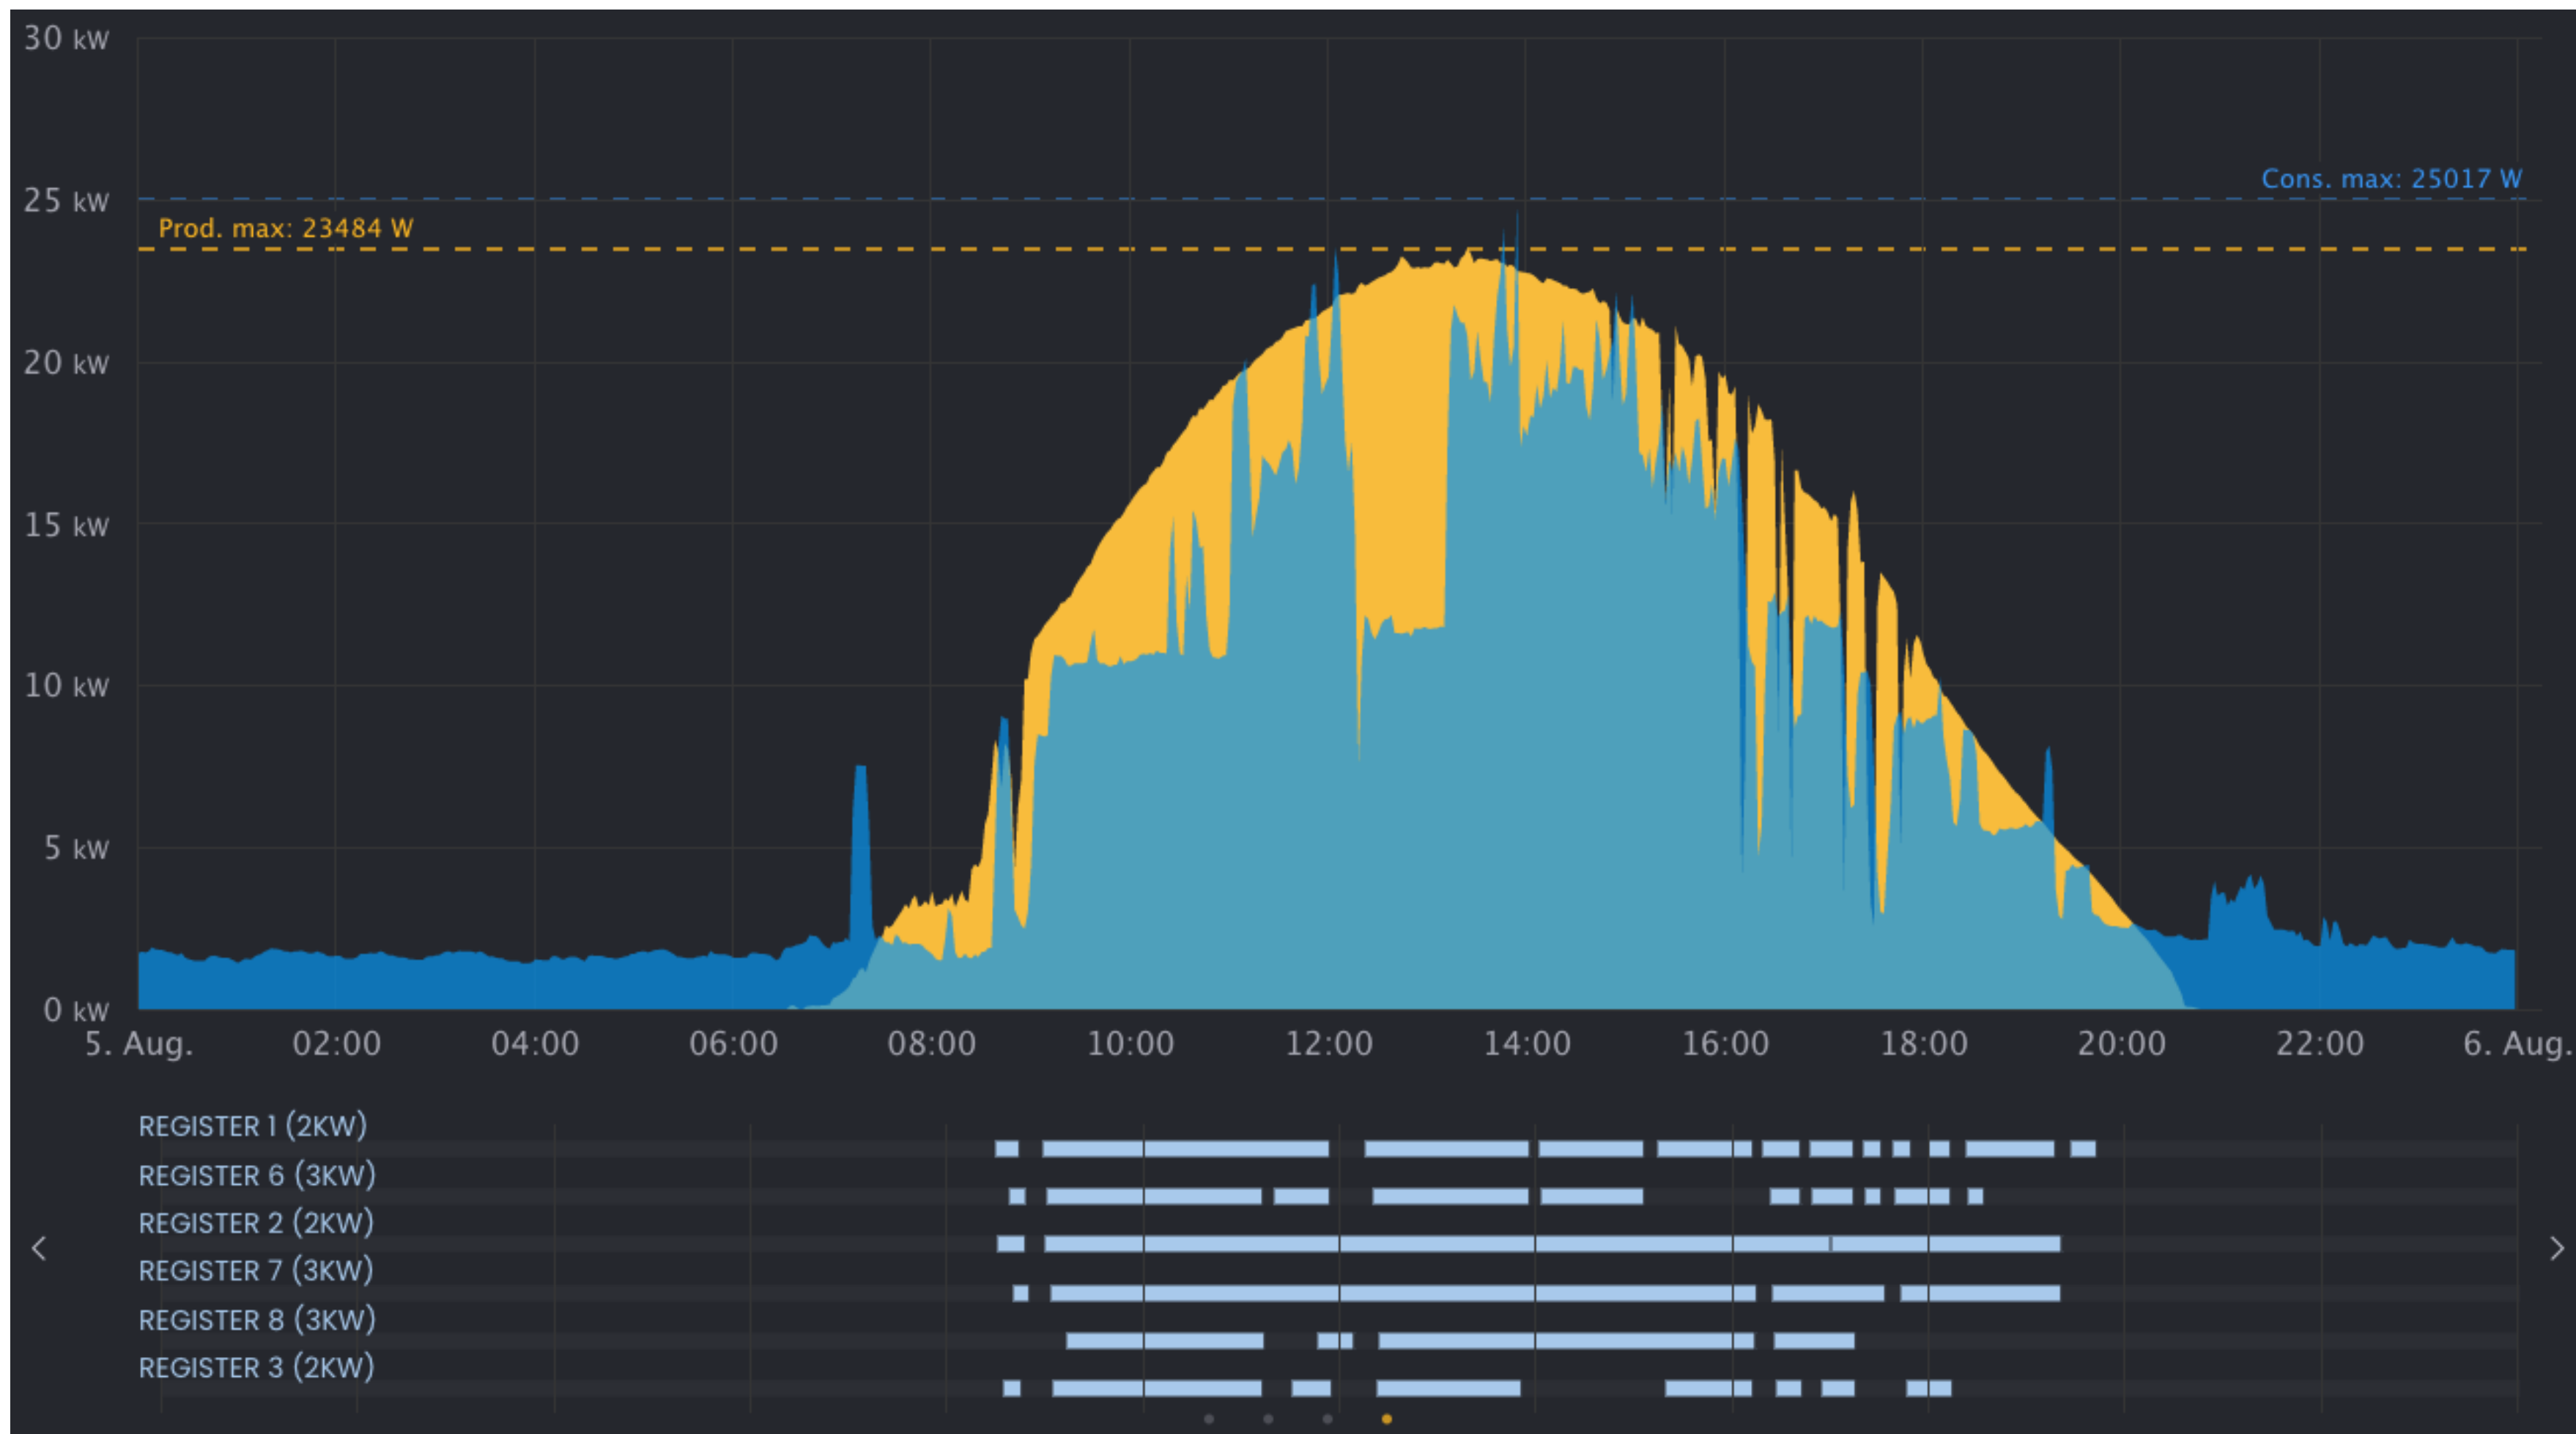 30 kW
25 kW
Cons. max: 25017 W
Prod. max: 23484 W
20 kW
15 kW
10 kW
5 kW
0 kW
5. Aug. 02:00 04:00 06:00 08:00 10:00 12:00 14:00 16:00 18:00 20:00 22:00 6. Aug.
REGISTER 1 (2KW)
REGISTER 6 (3KW)
REGISTER 2 (2KW)
REGISTER 7 (3KW)
REGISTER 8 (3KW)
REGISTER 3 (2KW)